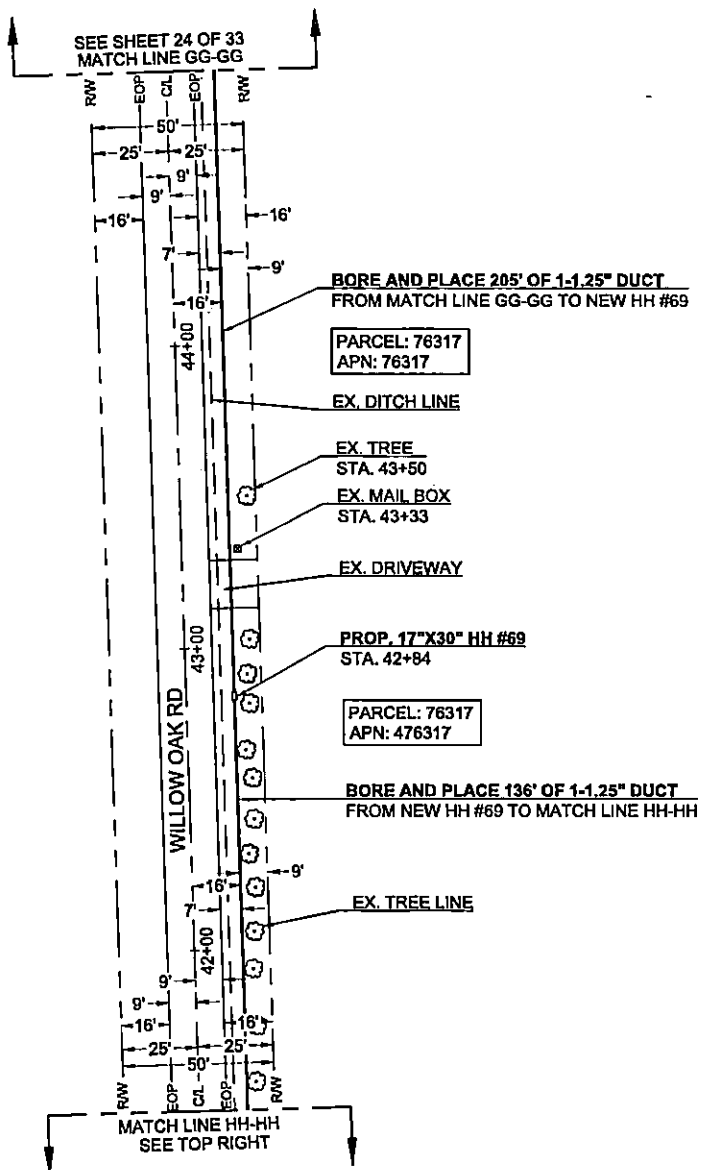 SEE SHEET 24 OF 33
MATCH LINE GG-GG
R/W
EOP
C/L
EOP
R/W
50'
25'
25'
9'
9'
16'
16'
7'
9'
16'
BORE AND PLACE 205' OF 1-1.25" DUCT
FROM MATCH LINE GG-GG TO NEW HH #69
PARCEL: 76317
APN: 76317
44+00
EX. DITCH LINE
EX. TREE
STA. 43+50
EX. MAIL BOX
STA. 43+33
EX. DRIVEWAY
43+00
PROP. 17"X30" HH #69
STA. 42+84
PARCEL: 76317
APN: 476317
WILLOW OAK RD
BORE AND PLACE 136' OF 1-1.25" DUCT
FROM NEW HH #69 TO MATCH LINE HH-HH
9'
16'
7'
EX. TREE LINE
42+00
9'
9'
16'
16'
25'
25'
50'
R/W
EOP
C/L
EOP
R/W
MATCH LINE HH-HH
SEE TOP RIGHT